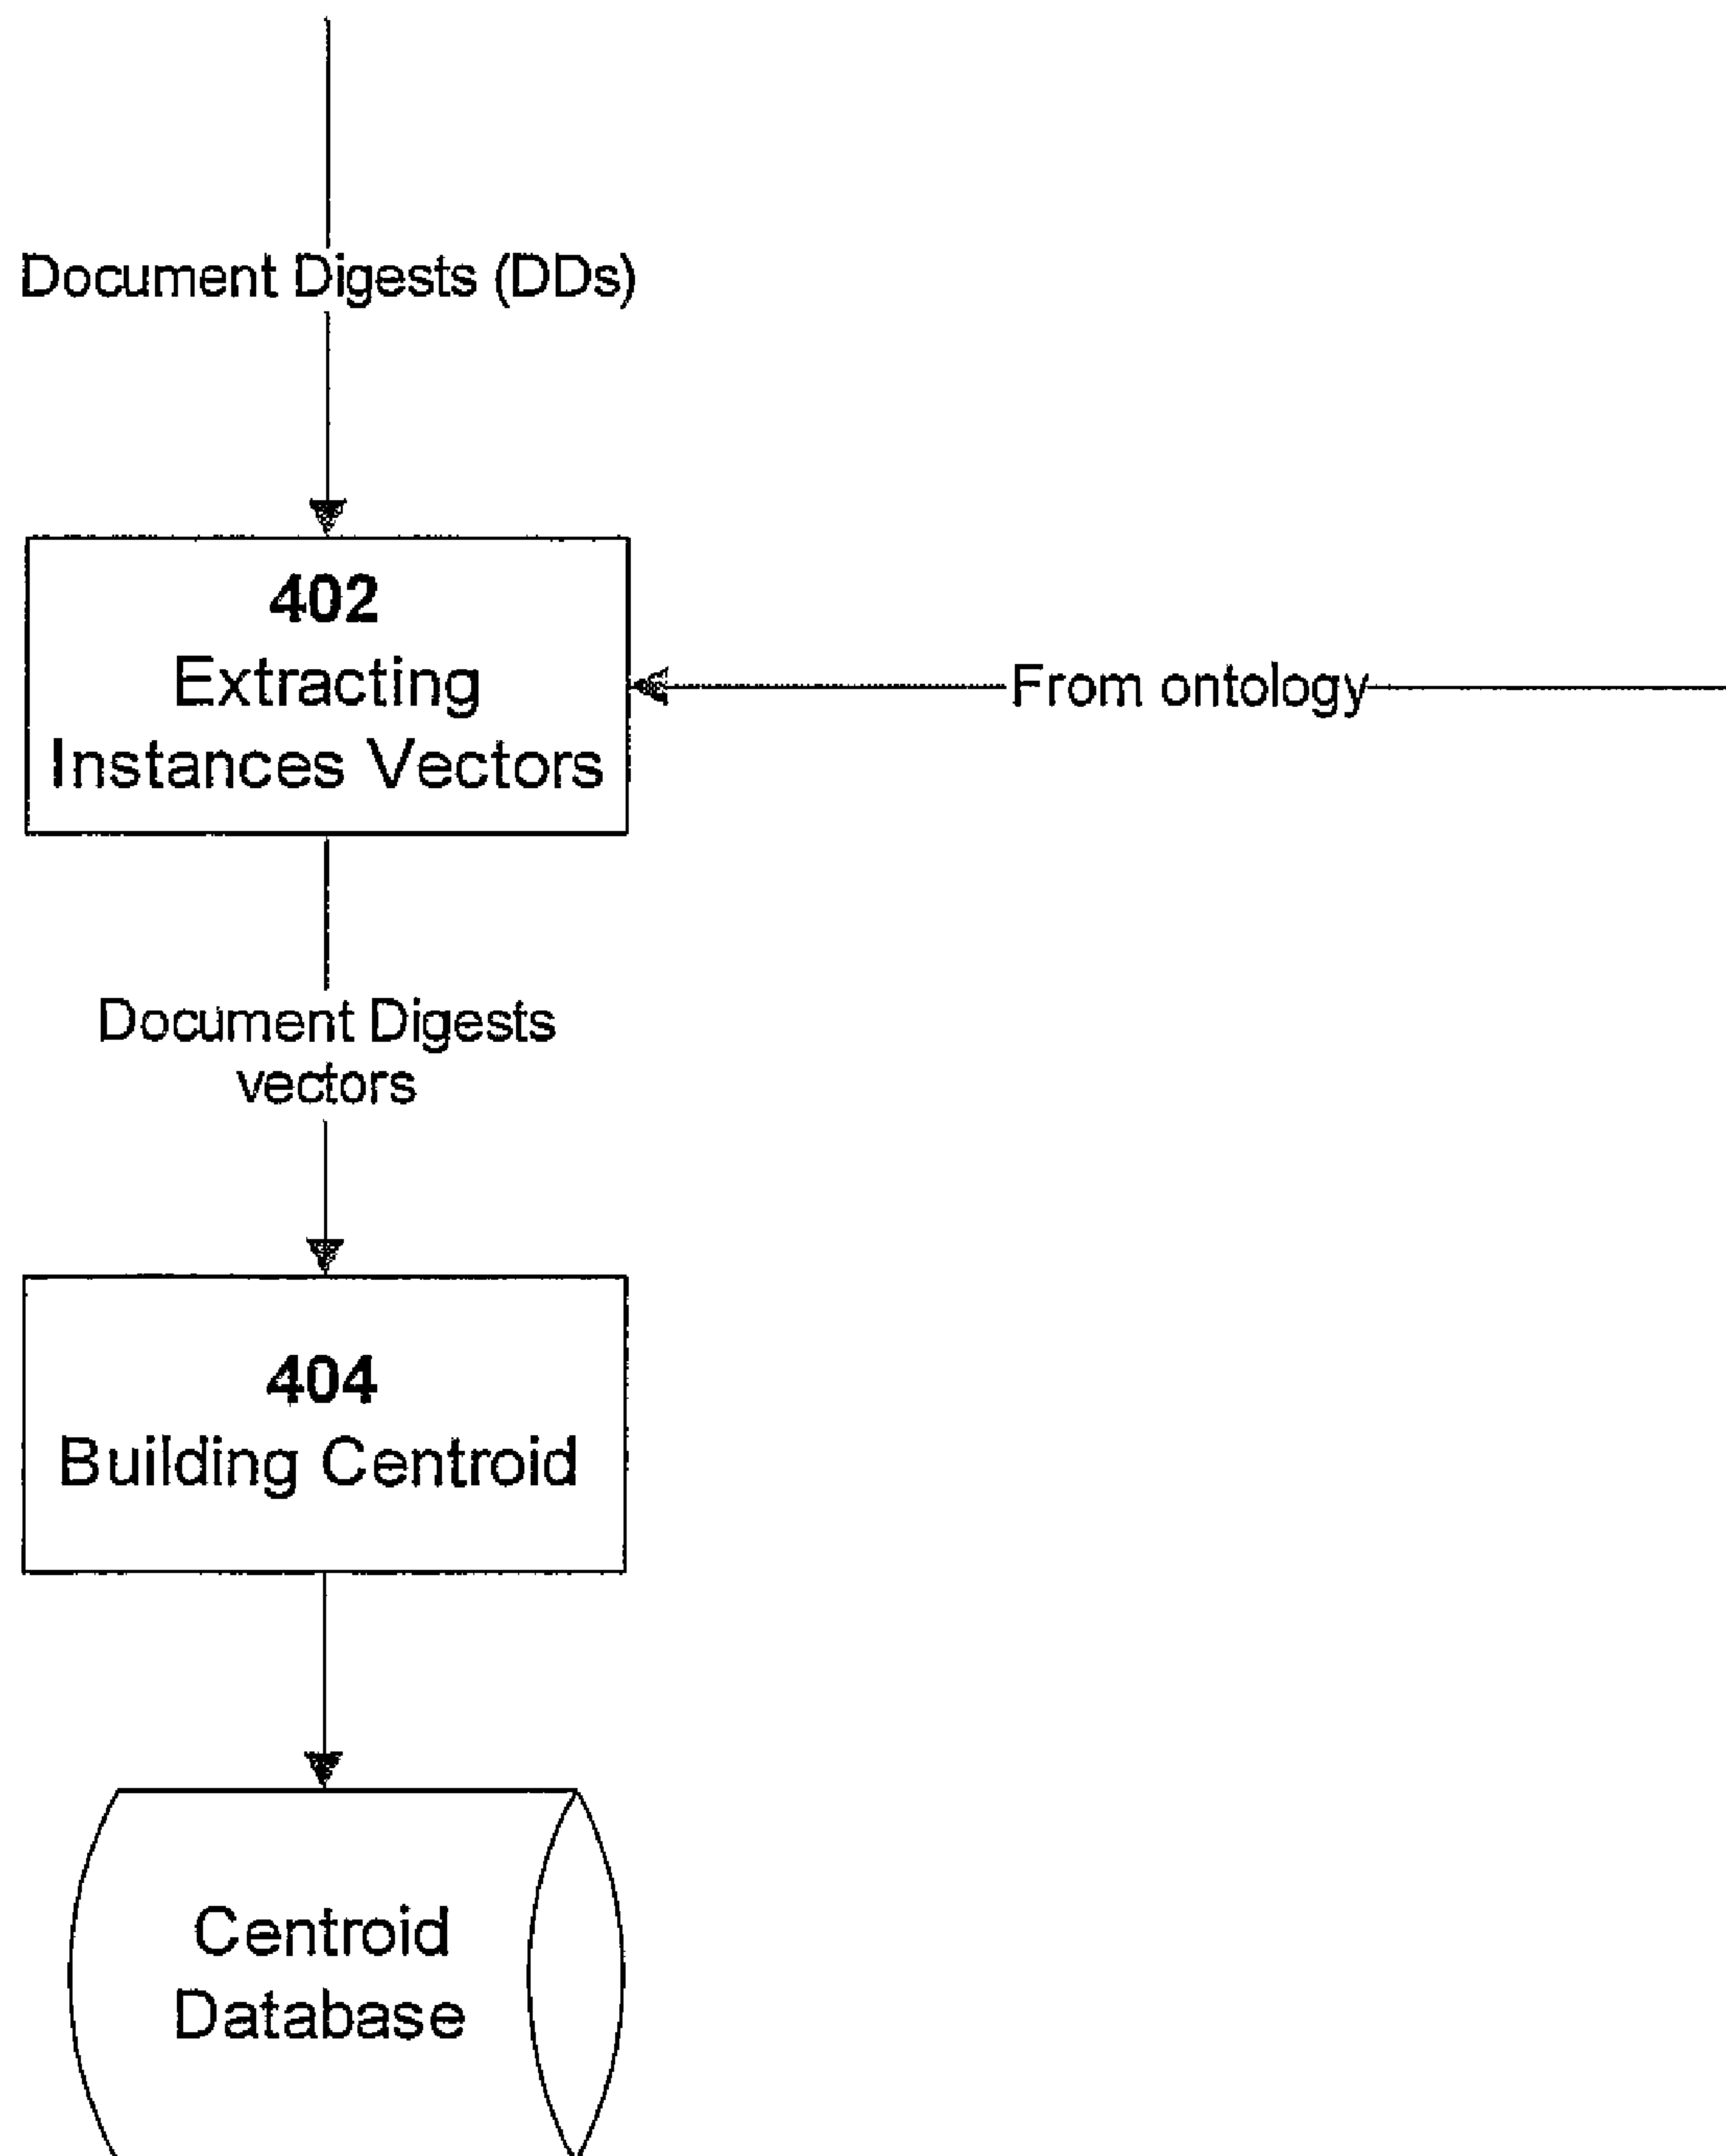 Document Digests (DDs)
402
Extracting
Instances Vectors
From ontology
Document Digests
vectors
404
Building Centroid
Centroid
Database